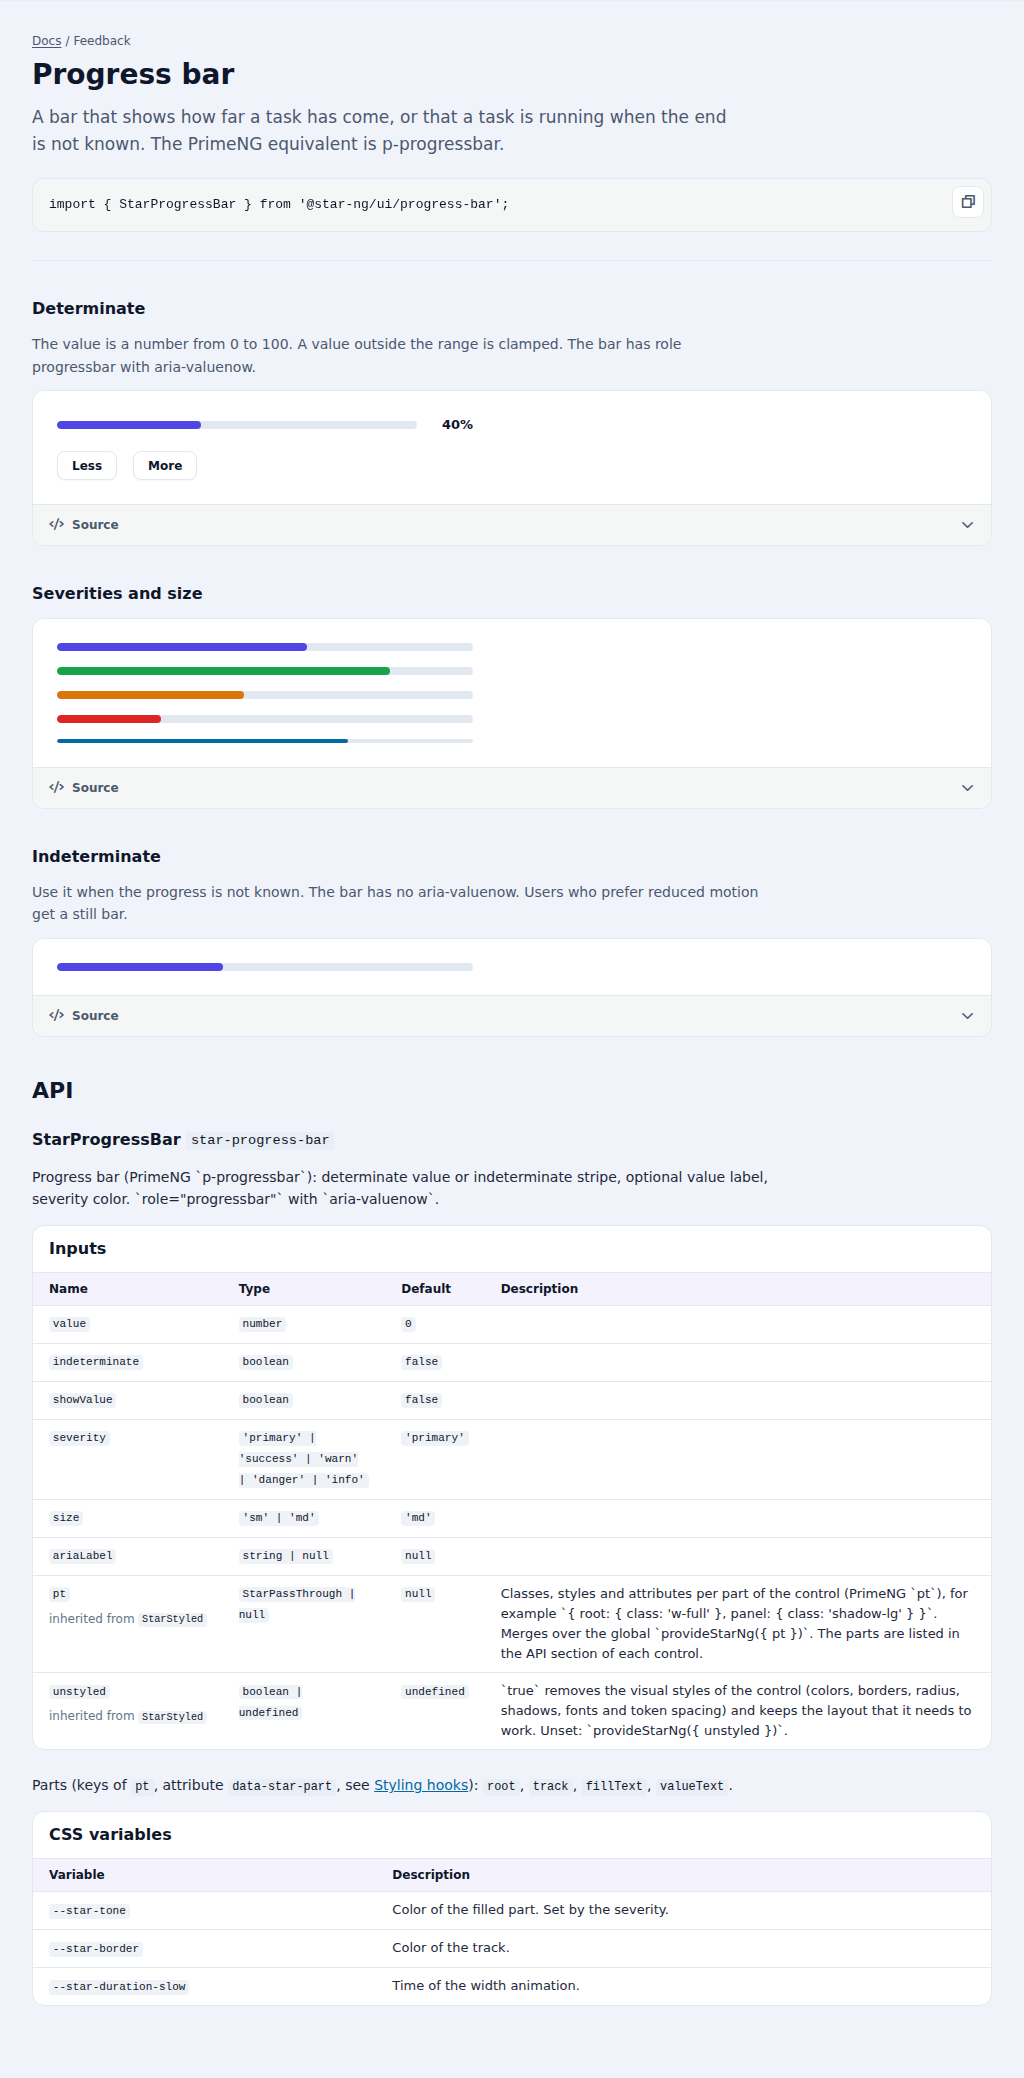 Docs / Feedback
Progress bar
A bar that shows how far a task has come, or that a task is running when the end
is not known. The PrimeNG equivalent is p-progressbar.
import { StarProgressBar } from '@star-ng/ui/progress-bar';
Determinate
The value is a number from 0 to 100. A value outside the range is clamped. The bar has role
progressbar with aria-valuenow.
40%
Less More
Source
Severities and size
Source
Indeterminate
Use it when the progress is not known. The bar has no aria-valuenow. Users who prefer reduced motion
get a still bar.
Source
API
StarProgressBar star-progress-bar
Progress bar (PrimeNG `p-progressbar`): determinate value or indeterminate stripe, optional value label,
severity color. `role="progressbar"` with `aria-valuenow`.
Inputs
Name Type Default Description
value number 0
indeterminate boolean false
showValue boolean false
severity 'primary' | 'primary'
'success' | 'warn'
| 'danger' | 'info'
size 'sm' | 'md' 'md'
ariaLabel string | null null
pt StarPassThrough | null Classes, styles and attributes per part of the control (PrimeNG `pt`), for
inherited from StarStyled null example `{ root: { class: 'w-full' }, panel: { class: 'shadow-lg' } }`.
Merges over the global `provideStarNg({ pt })`. The parts are listed in
the API section of each control.
unstyled boolean | undefined `true` removes the visual styles of the control (colors, borders, radius,
inherited from StarStyled undefined shadows, fonts and spacing tokens) and keeps the layout that it needs to
work. Unset: `provideStarNg({ unstyled })`.
Parts (keys of pt, attribute data-star-part, see Styling hooks): root, track, fillText, valueText.
CSS variables
Variable Description
--star-tone Color of the filled part. Set by the severity.
--star-border Color of the track.
--star-duration-slow Time of the width animation.